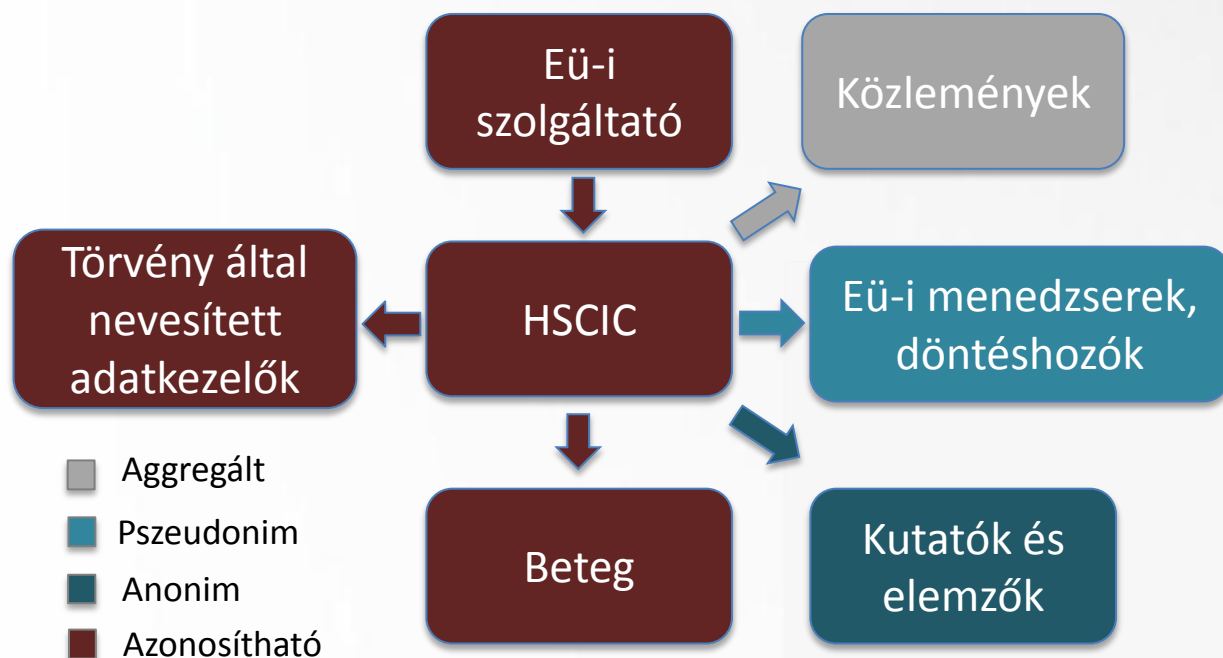 Eü-i
szolgáltató
Közlemények
Törvény által
nevesített
adatkezelők
HSCIC
Eü-i menedzserek,
döntéshozók
Beteg
Kutatók és
elemzők
Aggregált
Pszeudonim
Anonim
Azonosítható